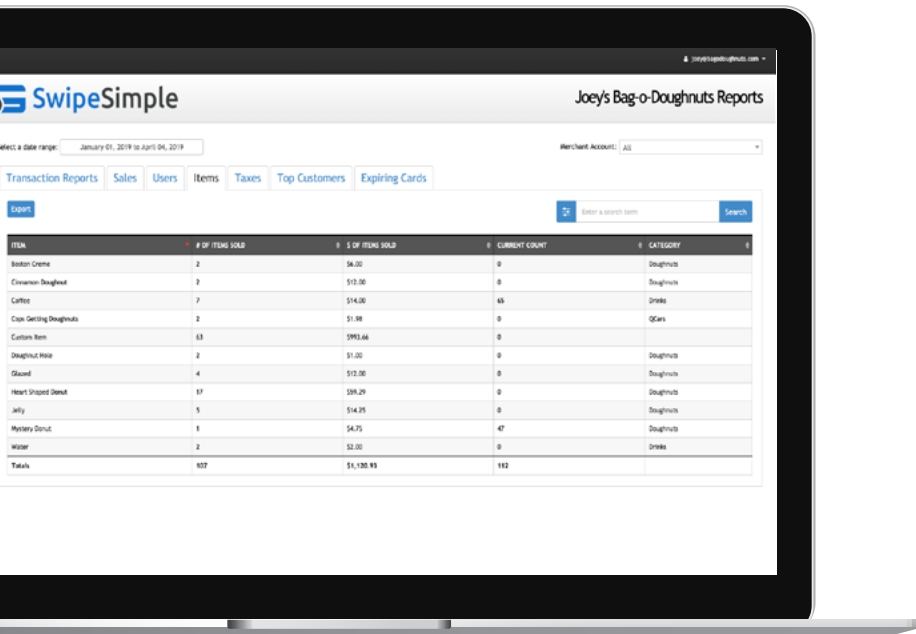 SwipeSimple
Joey's Bag-o-Doughnuts Reports
elect a date range: January 01, 2019 to April 04, 2019
Merchant Account: All
Transaction Reports Sales Users Items Taxes Top Customers Expiring Cards
Export
Enter a search term Search
ITEM # OF ITEMS SOLD $ OF ITEMS SOLD CURRENT COUNT CATEGORY
Boston Creme 2 $6.00 0 Doughnuts
Cinnamon Doughnut 2 $12.00 0 Doughnuts
Coffee 7 $14.00 65 Drinks
Cops Getting Doughnuts 2 $1.98 0 QCars
Custom Item 63 $993.66 0
Doughnut Hole 2 $1.00 0 Doughnuts
Glazed 4 $12.00 0 Doughnuts
Heart Shaped Donut 17 $59.29 0 Doughnuts
Jelly 5 $14.25 0 Doughnuts
Mystery Donut 1 $4.75 47 Doughnuts
Water 2 $2.00 0 Drinks
Totals 107 $1,120.93 112